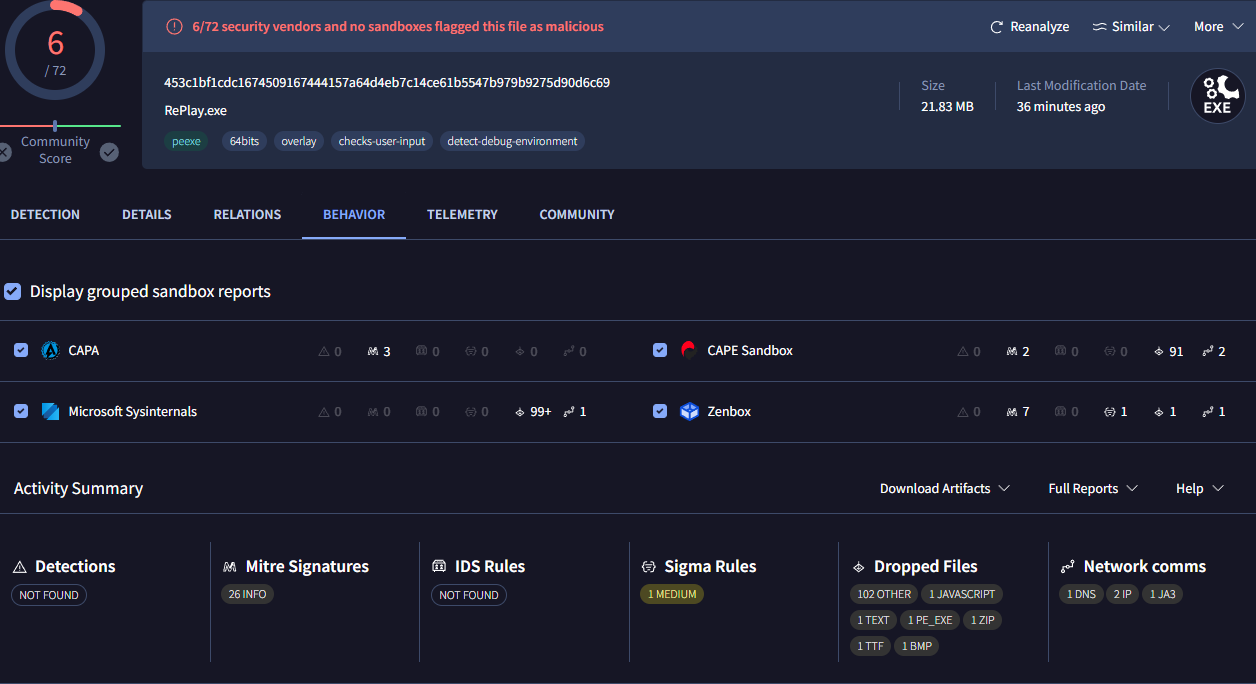 6
/ 72
Community
Score
6/72 security vendors and no sandboxes flagged this file as malicious
Reanalyze
Similar
More
453c1bf1cdc1674509167444157a64d4eb7c14ce61b5547b979b9275d90d6c69
RePlay.exe
peexe
64bits
overlay
checks-user-input
detect-debug-environment
Size
21.83 MB
Last Modification Date
36 minutes ago
EXE
DETECTION
DETAILS
RELATIONS
BEHAVIOR
TELEMETRY
COMMUNITY
Display grouped sandbox reports
CAPA 0 3 0 0 0 0
CAPE Sandbox 0 2 0 0 91 2
Microsoft Sysinternals 0 0 0 0 99+ 1
Zenbox 0 7 0 1 1 1
Activity Summary
Download Artifacts
Full Reports
Help
Detections
NOT FOUND
Mitre Signatures
26 INFO
IDS Rules
NOT FOUND
Sigma Rules
1 MEDIUM
Dropped Files
102 OTHER 1 JAVASCRIPT
1 TEXT 1 PE_EXE 1 ZIP
1 TTF 1 BMP
Network comms
1 DNS 2 IP 1 JA3